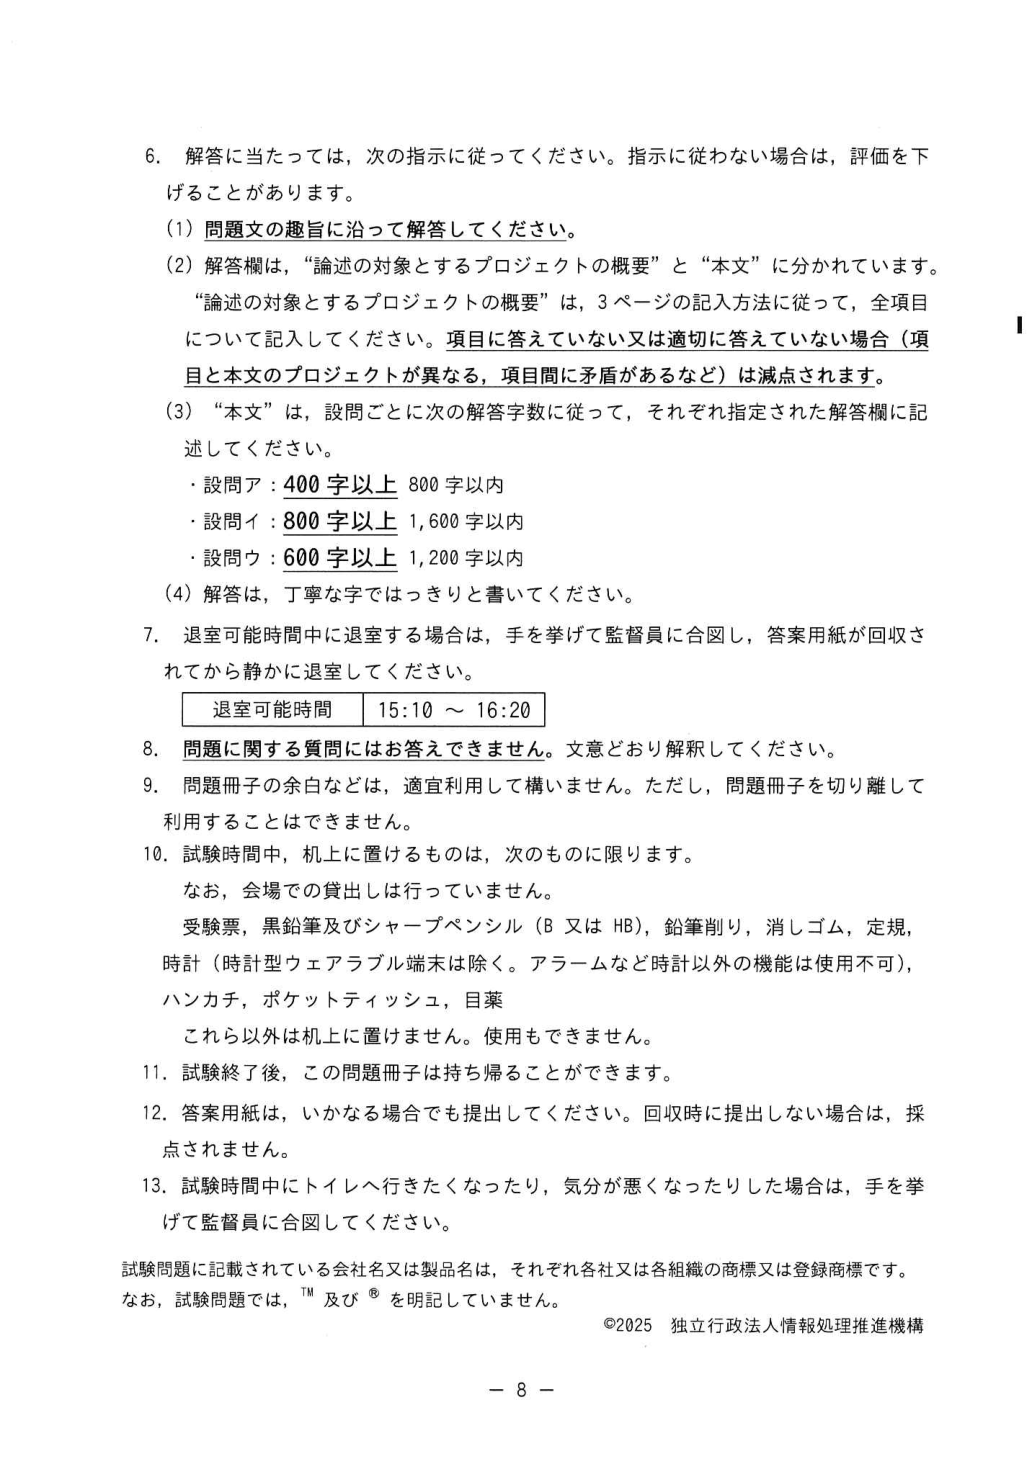 6. 解答に当たっては，次の指示に従ってください。指示に従わない場合は，評価を下
げることがあります。
(1) 問題文の趣旨に沿って解答してください。
(2) 解答欄は，“論述の対象とするプロジェクトの概要”と“本文”に分かれています。
“論述の対象とするプロジェクトの概要”は，3ページの記入方法に従って，全項目
について記入してください。項目に答えていない又は適切に答えていない場合（項
目と本文のプロジェクトが異なる，項目間に矛盾があるなど）は減点されます。
(3) “本文”は，設問ごとに次の解答字数に従って，それぞれ指定された解答欄に記
述してください。
・設問ア：400字以上 800字以内
・設問イ：800字以上 1,600字以内
・設問ウ：600字以上 1,200字以内
(4) 解答は，丁寧な字ではっきりと書いてください。
7. 退室可能時間中に退室する場合は，手を挙げて監督員に合図し，答案用紙が回収さ
れてから静かに退室してください。
退室可能時間 15:10 ～ 16:20
8. 問題に関する質問にはお答えできません。文意どおり解釈してください。
9. 問題冊子の余白などは，適宜利用して構いません。ただし，問題冊子を切り離して
利用することはできません。
10. 試験時間中，机上に置けるものは，次のものに限ります。
なお，会場での貸出しは行っていません。
受験票，黒鉛筆及びシャープペンシル（B 又は HB），鉛筆削り，消しゴム，定規，
時計（時計型ウェアラブル端末は除く。アラームなど時計以外の機能は使用不可），
ハンカチ，ポケットティッシュ，目薬
これら以外は机上に置けません。使用もできません。
11. 試験終了後，この問題冊子は持ち帰ることができます。
12. 答案用紙は，いかなる場合でも提出してください。回収時に提出しない場合は，採
点されません。
13. 試験時間中にトイレへ行きたくなったり，気分が悪くなったりした場合は，手を挙
げて監督員に合図してください。
試験問題に記載されている会社名又は製品名は，それぞれ各社又は各組織の商標又は登録商標です。
なお，試験問題では，™ 及び ® を明記していません。
©2025 独立行政法人情報処理推進機構
－ 8 －